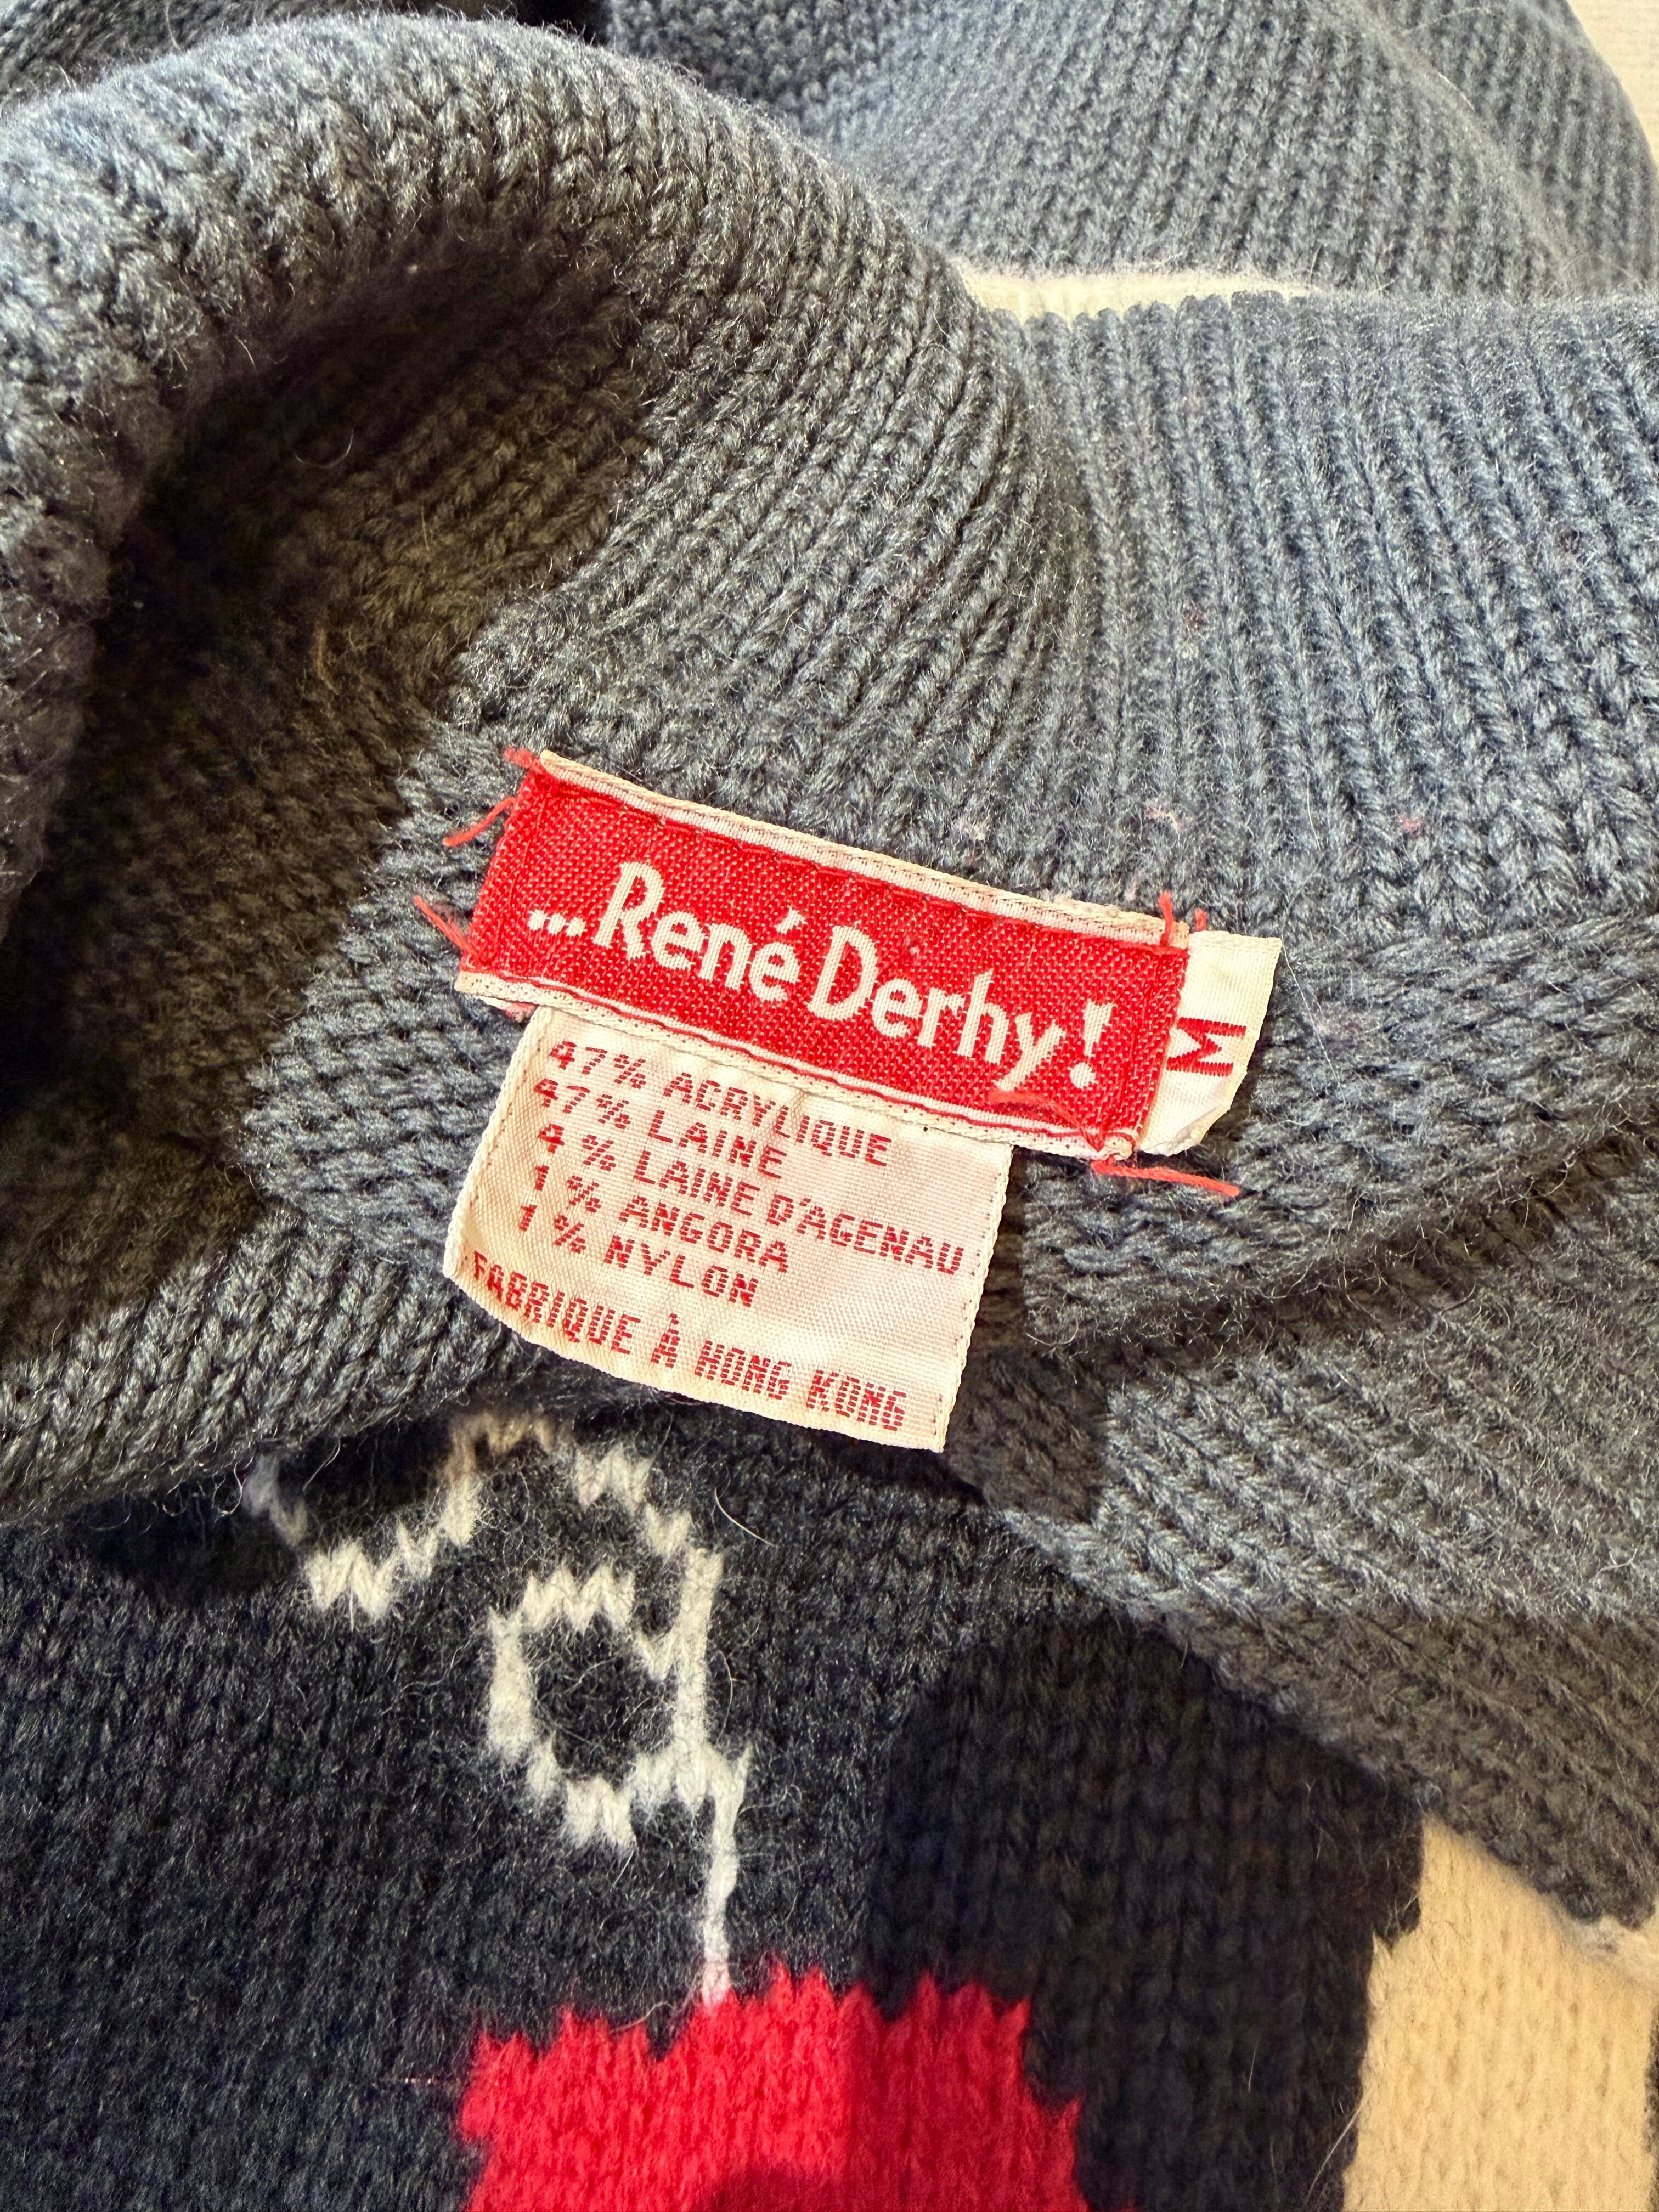 ...René Derhy!
M
47% ACRYLIQUE
47% LAINE
4% LAINE D'AGENAU
1% ANGORA
1% NYLON
FABRIQUE À HONG KONG